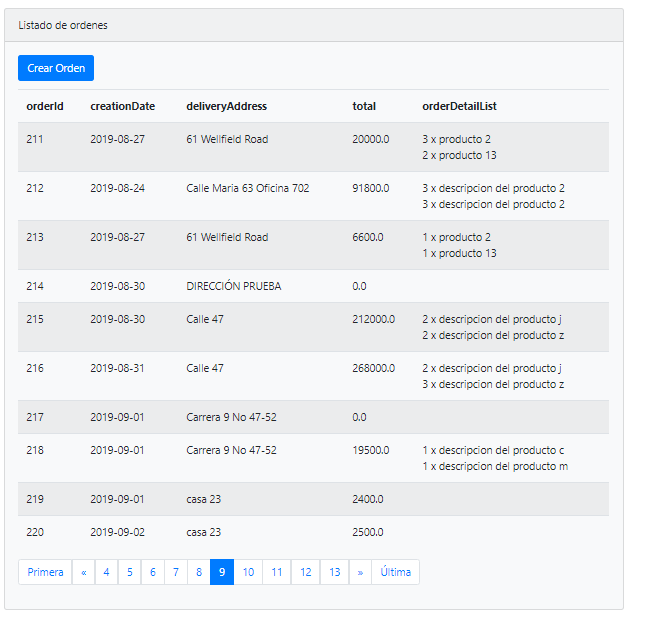 Listado de ordenes
Crear Orden
orderId creationDate deliveryAddress total orderDetailList
211 2019-08-27 61 Wellfield Road 20000.0 3 x producto 2
2 x producto 13
212 2019-08-24 Calle Maria 63 Oficina 702 91800.0 3 x descripcion del producto 2
3 x descripcion del producto 2
213 2019-08-27 61 Wellfield Road 6600.0 1 x producto 2
1 x producto 13
214 2019-08-30 DIRECCIÓN PRUEBA 0.0
215 2019-08-30 Calle 47 212000.0 2 x descripcion del producto j
2 x descripcion del producto z
216 2019-08-31 Calle 47 268000.0 2 x descripcion del producto j
3 x descripcion del producto z
217 2019-09-01 Carrera 9 No 47-52 0.0
218 2019-09-01 Carrera 9 No 47-52 19500.0 1 x descripcion del producto c
1 x descripcion del producto m
219 2019-09-01 casa 23 2400.0
220 2019-09-02 casa 23 2500.0
Primera « 4 5 6 7 8 9 10 11 12 13 » Última